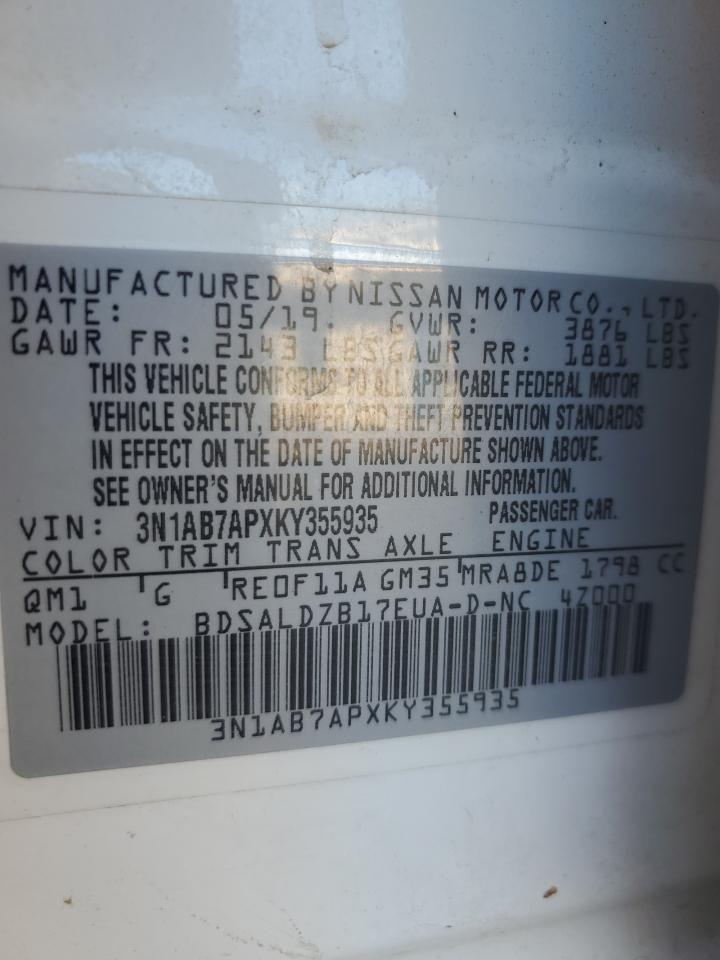 MANUFACTURED BY NISSAN MOTOR CO., LTD.
DATE: 05/19. GVWR: 3876 LBS
GAWR FR: 2143 LBS GAWR RR: 1881 LBS
THIS VEHICLE CONFORMS TO ALL APPLICABLE FEDERAL MOTOR
VEHICLE SAFETY, BUMPER AND THEFT PREVENTION STANDARDS
IN EFFECT ON THE DATE OF MANUFACTURE SHOWN ABOVE.
SEE OWNER'S MANUAL FOR ADDITIONAL INFORMATION.
VIN: 3N1AB7APXKY355935 PASSENGER CAR.
COLOR TRIM TRANS AXLE ENGINE
QM1 G RE0F11A GM35 MRA8DE 1798 CC
MODEL: BDSALDZB17EUA-D-NC 4Z000
3N1AB7APXKY355935